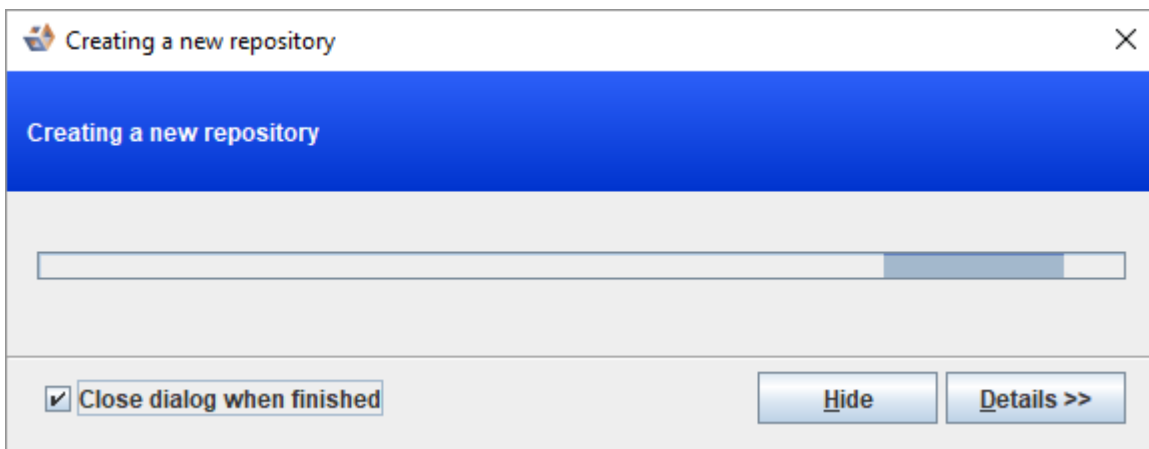 Creating a new repository
Creating a new repository
Close dialog when finished
Hide
Details >>